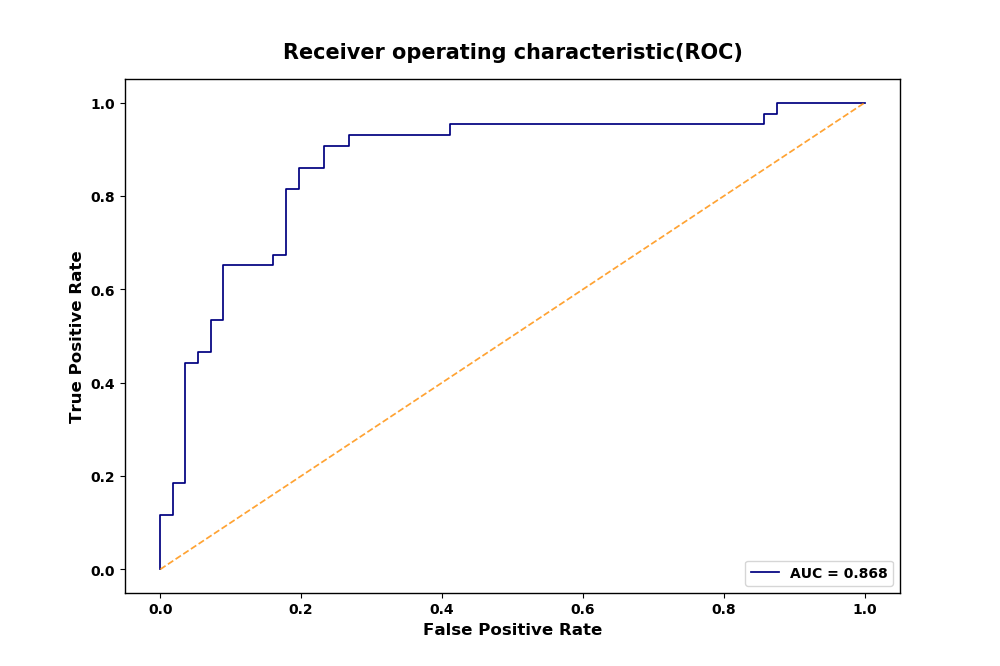 Receiver operating characteristic(ROC)
True Positive Rate
1.0
0.8
0.6
0.4
0.2
0.0
AUC = 0.868
0.0 0.2 0.4 0.6 0.8 1.0
False Positive Rate